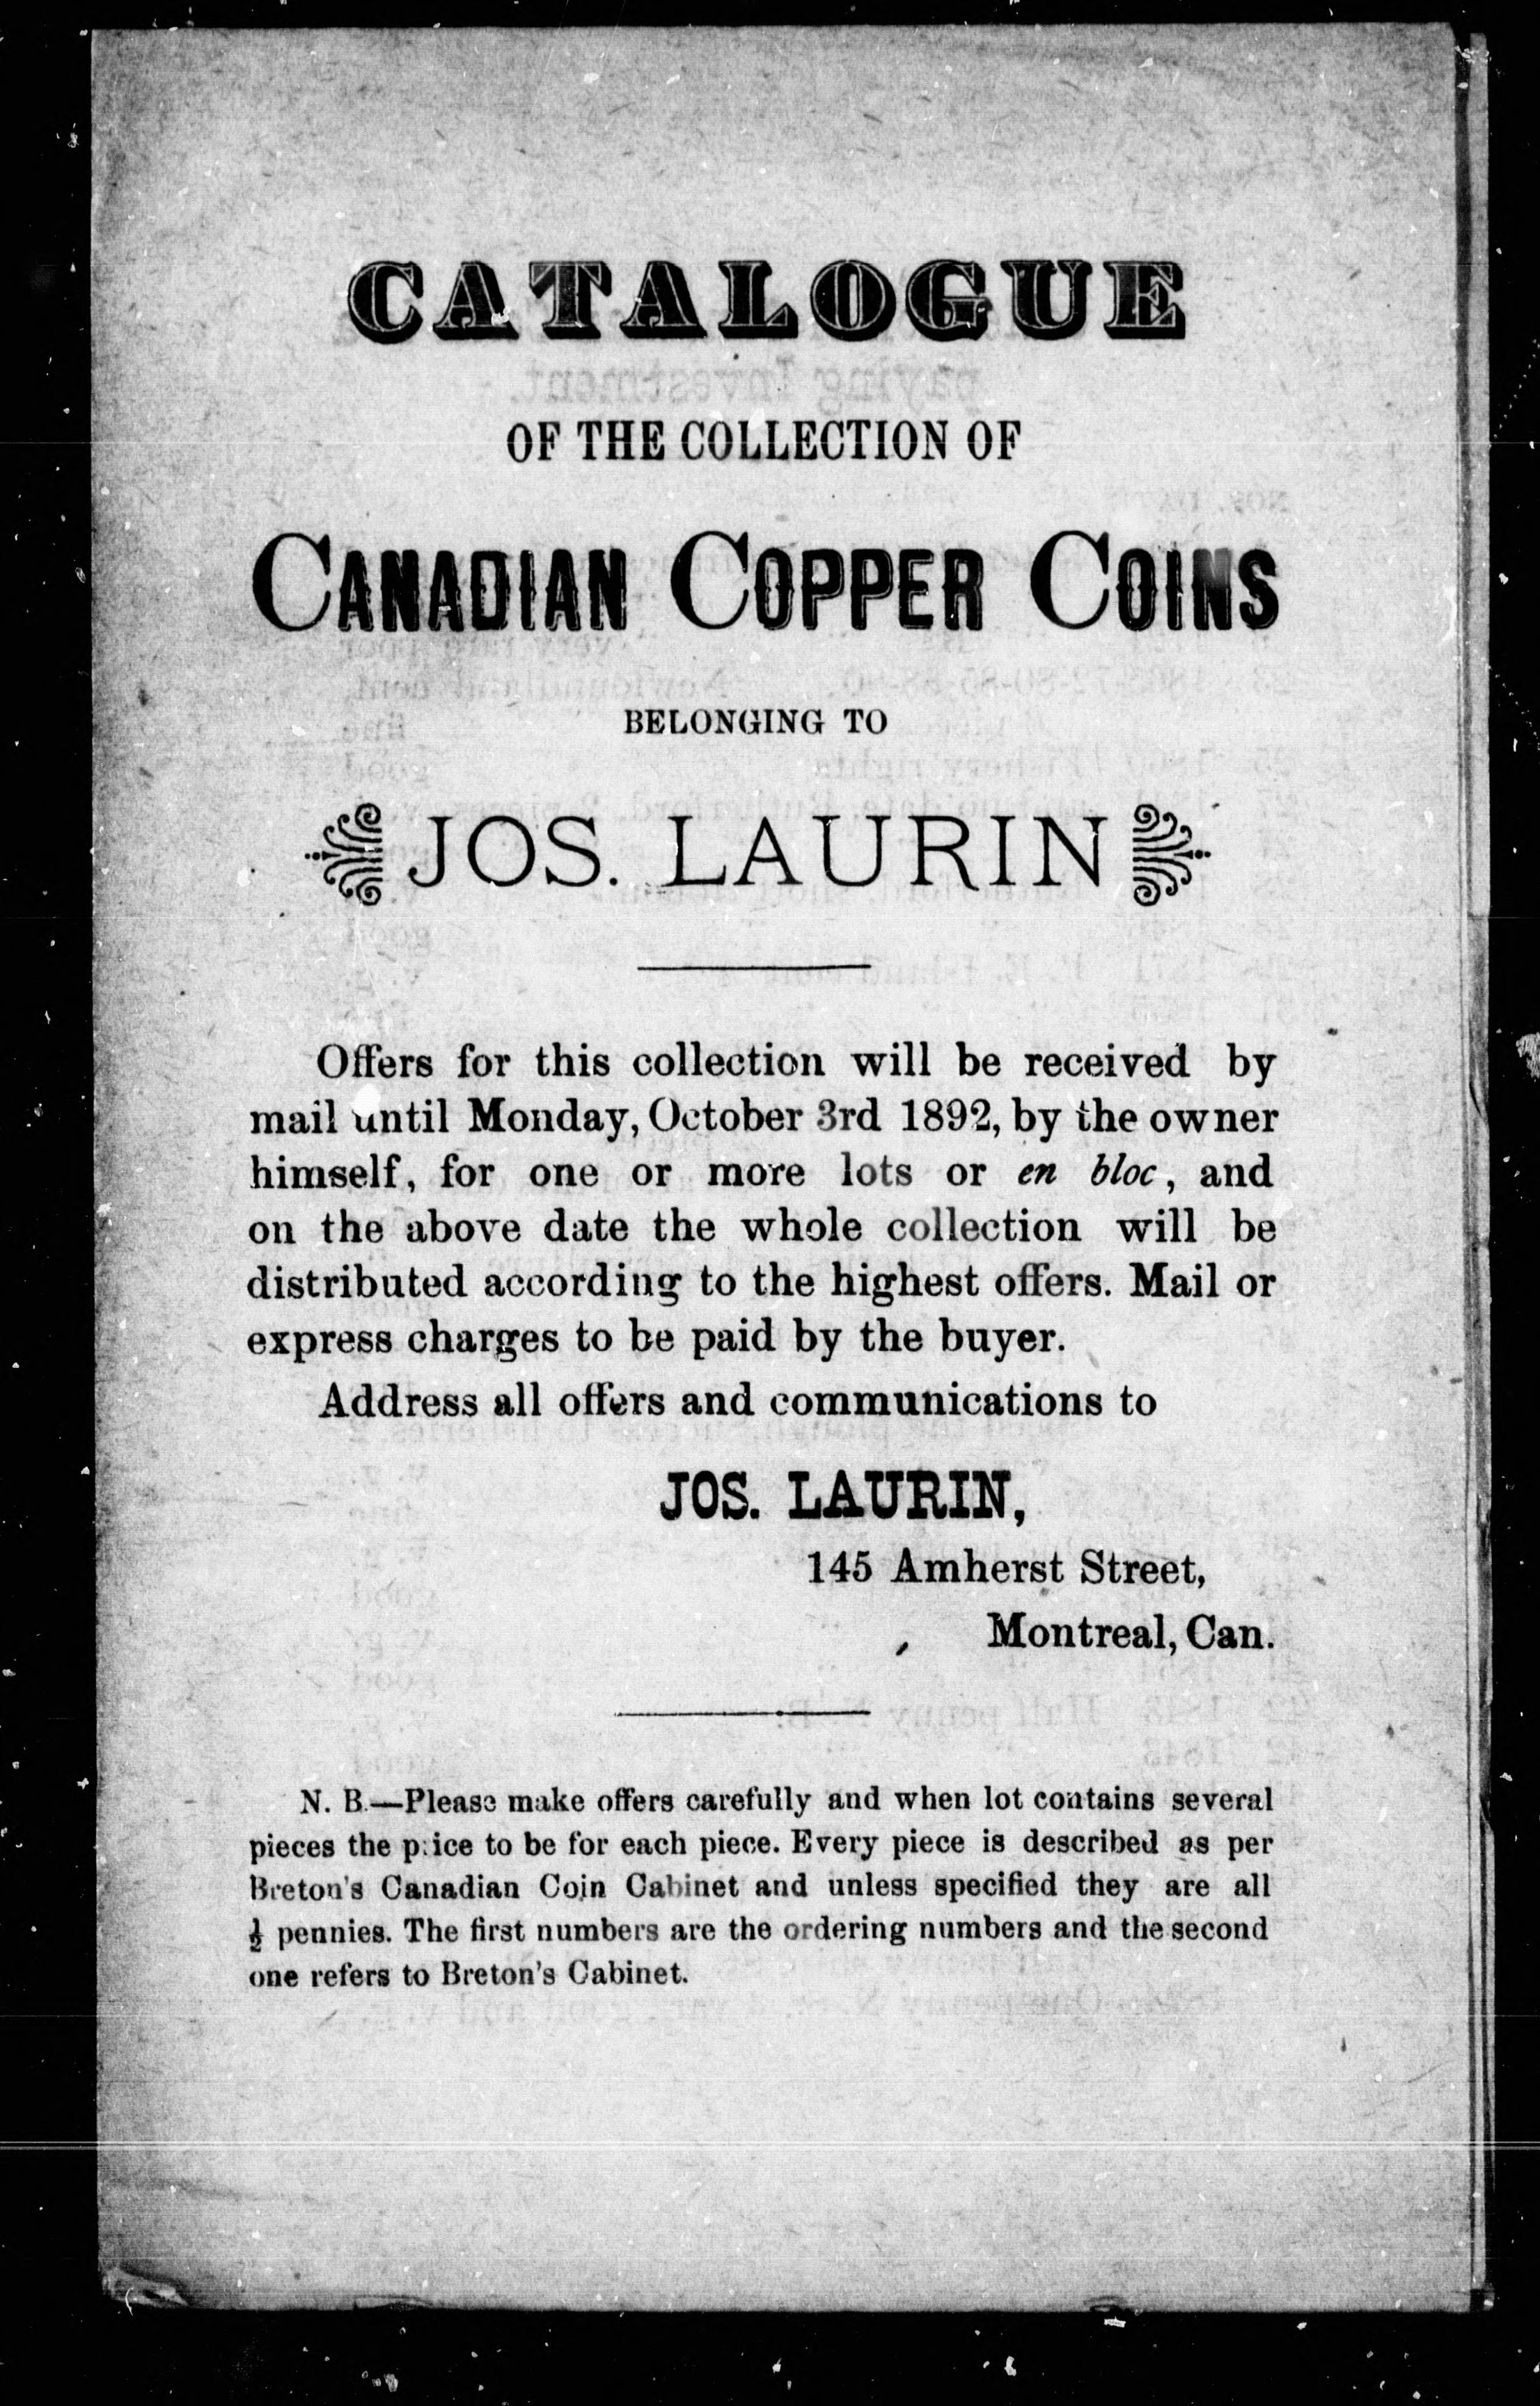 CATALOGUE
OF THE COLLECTION OF
CANADIAN COPPER COINS
BELONGING TO
JOS. LAURIN
Offers for this collection will be received by
mail until Monday, October 3rd 1892, by the owner
himself, for one or more lots or en bloc, and
on the above date the whole collection will be
distributed according to the highest offers. Mail or
express charges to be paid by the buyer.
Address all offers and communications to
JOS. LAURIN,
145 Amherst Street,
Montreal, Can.
N. B.—Please make offers carefully and when lot contains several
pieces the price to be for each piece. Every piece is described as per
Breton's Canadian Coin Cabinet and unless specified they are all
½ pennies. The first numbers are the ordering numbers and the second
one refers to Breton's Cabinet.